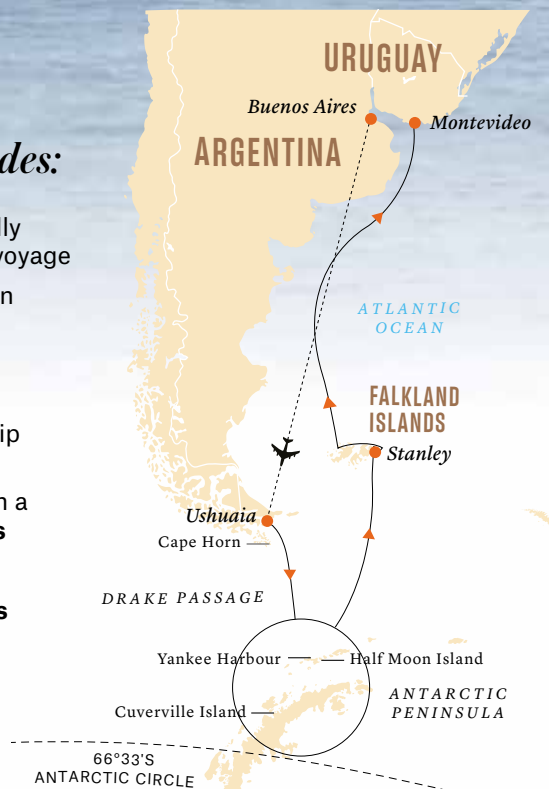 URUGUAY
Buenos Aires
Montevideo
ARGENTINA
des:
lly
voyage
n
ATLANTIC
OCEAN
FALKLAND
ISLANDS
ip
Stanley
n a
s
Ushuaia
Cape Horn
DRAKE PASSAGE
s
Yankee Harbour
Half Moon Island
ANTARCTIC
PENINSULA
Cuverville Island
66°33'S
ANTARCTIC CIRCLE